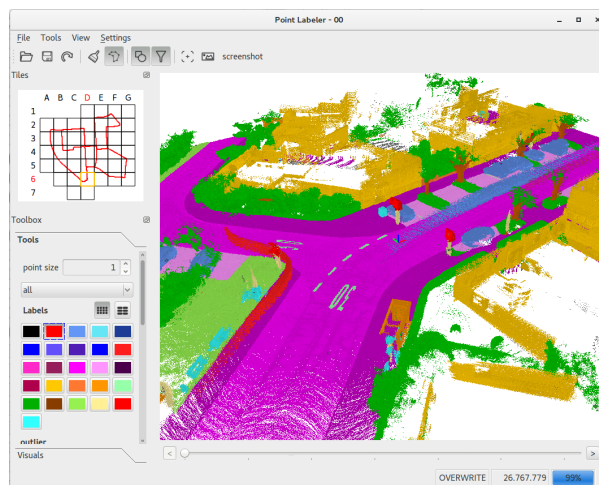 Point Labeler - 00
File Tools View Settings
screenshot
Tiles
A B C D E F G
1
2
3
4
5
6
7
Toolbox
Tools
point size 1
all
Labels
outlier
Visuals
< >
OVERWRITE 26.767.779 99%